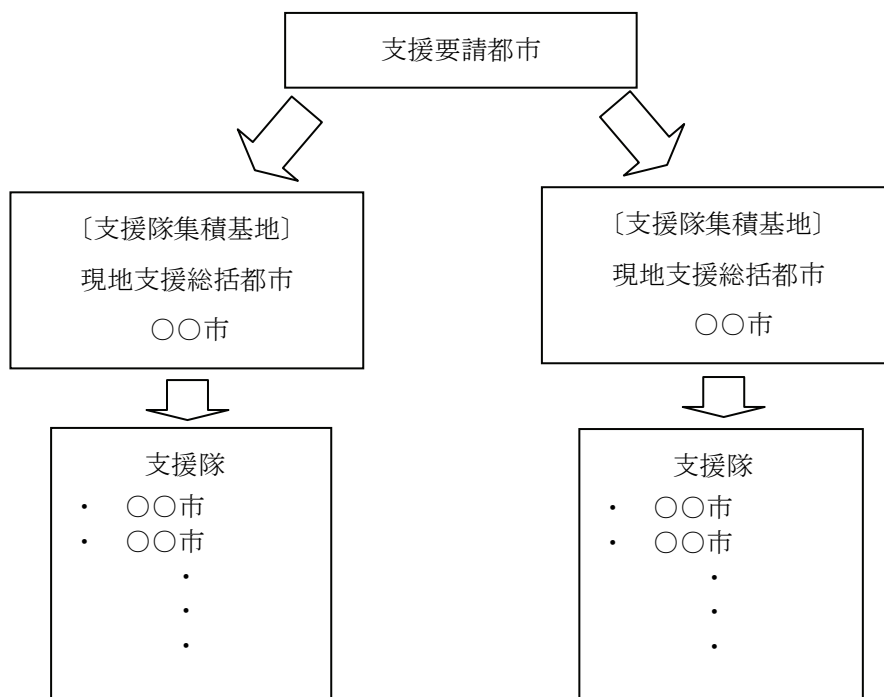 支援要請都市
〔支援隊集積基地〕
現地支援総括都市
○○市
〔支援隊集積基地〕
現地支援総括都市
○○市
支援隊
・ ○○市
・ ○○市
・
・
・
支援隊
・ ○○市
・ ○○市
・
・
・